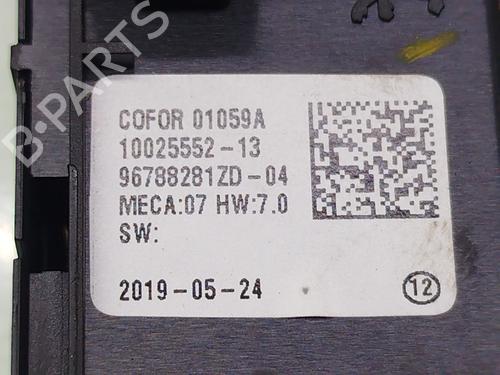 COFOR 01059A
10025552-13
96788281ZD-04
MECA:07 HW:7.0
SW:
2019-05-24
12
B-PARTS